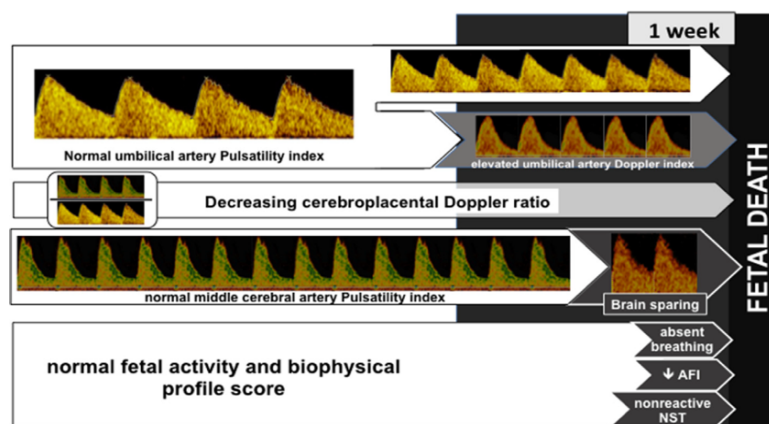 1 week
Normal umbilical artery Pulsatility index
elevated umbilical artery Doppler index
Decreasing cerebroplacental Doppler ratio
normal middle cerebral artery Pulsatility index
Brain sparing
normal fetal activity and biophysical
profile score
absent
breathing
↓ AFI
nonreactive
NST
FETAL DEATH